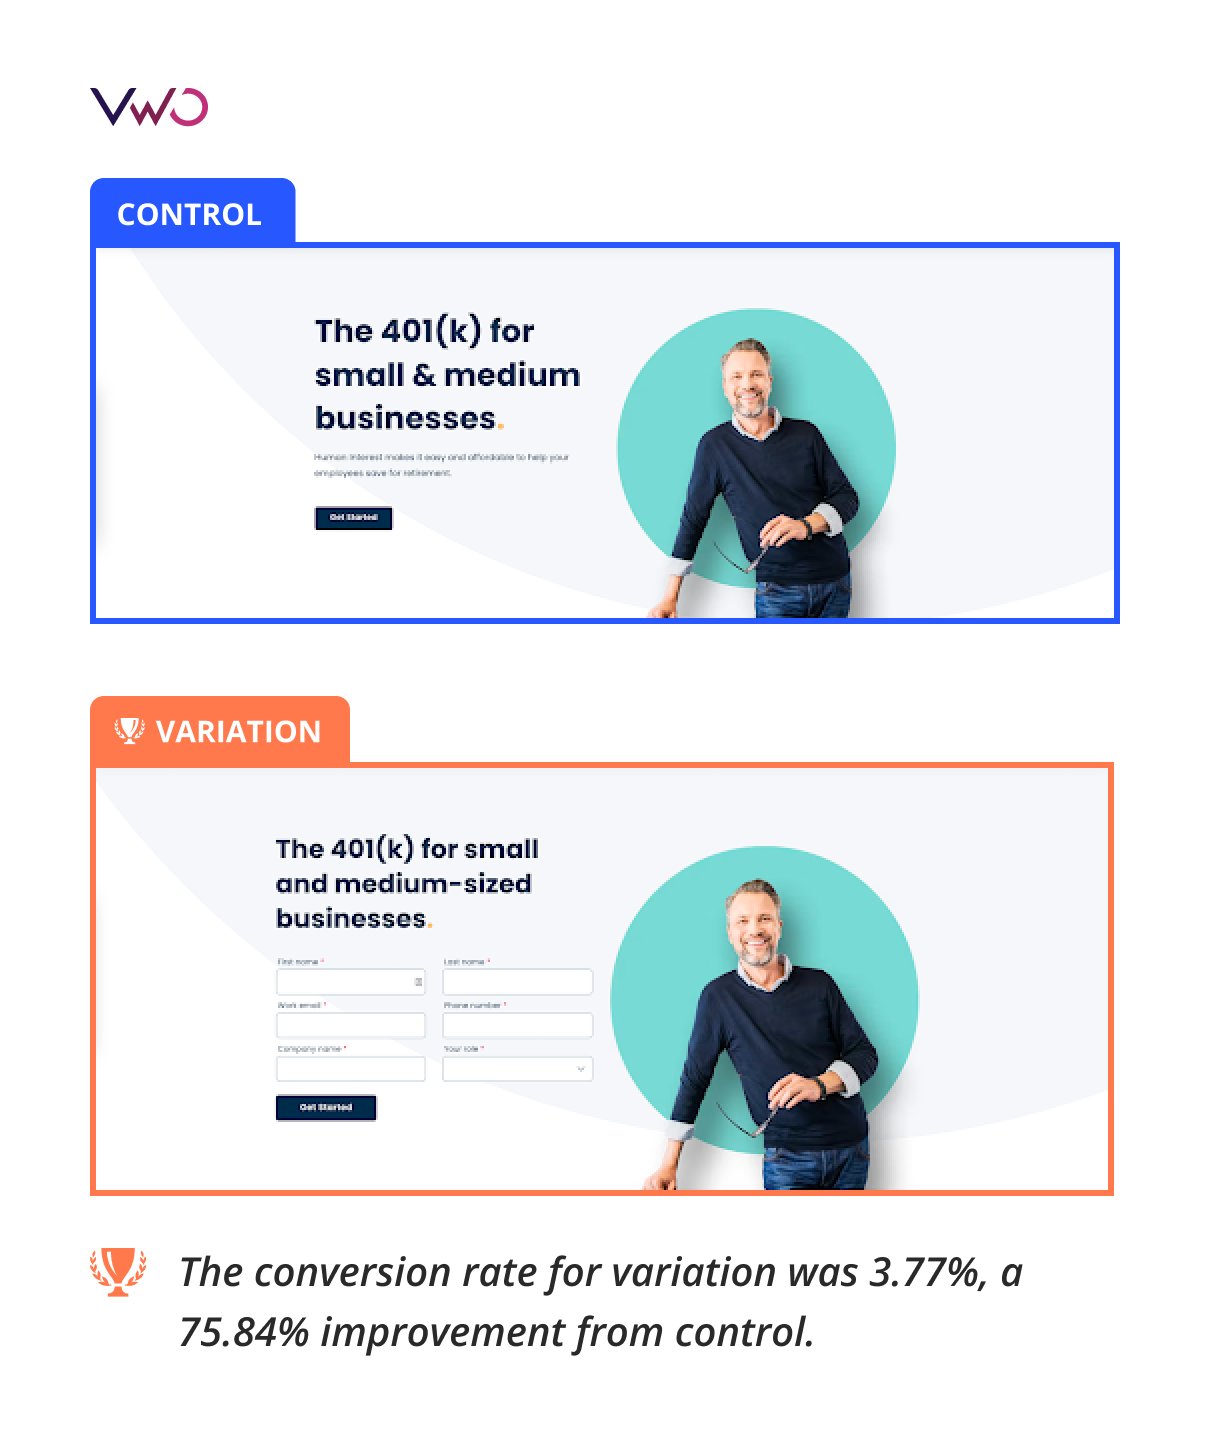 VWO
CONTROL
The 401(k) for
small & medium
businesses.
Human Interest makes it easy and affordable to help your
employees save for retirement.
Get Started
VARIATION
The 401(k) for small
and medium-sized
businesses.
First name *
Last name *
Work email *
Phone number *
Company name *
Your role *
Get Started
The conversion rate for variation was 3.77%, a
75.84% improvement from control.